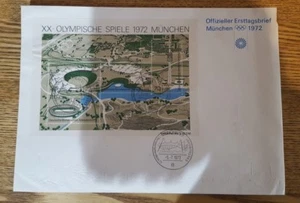 XX. OLYMPISCHE SPIELE 1972 MÜNCHEN
Offizieller Ersttagsbrief
München 1972